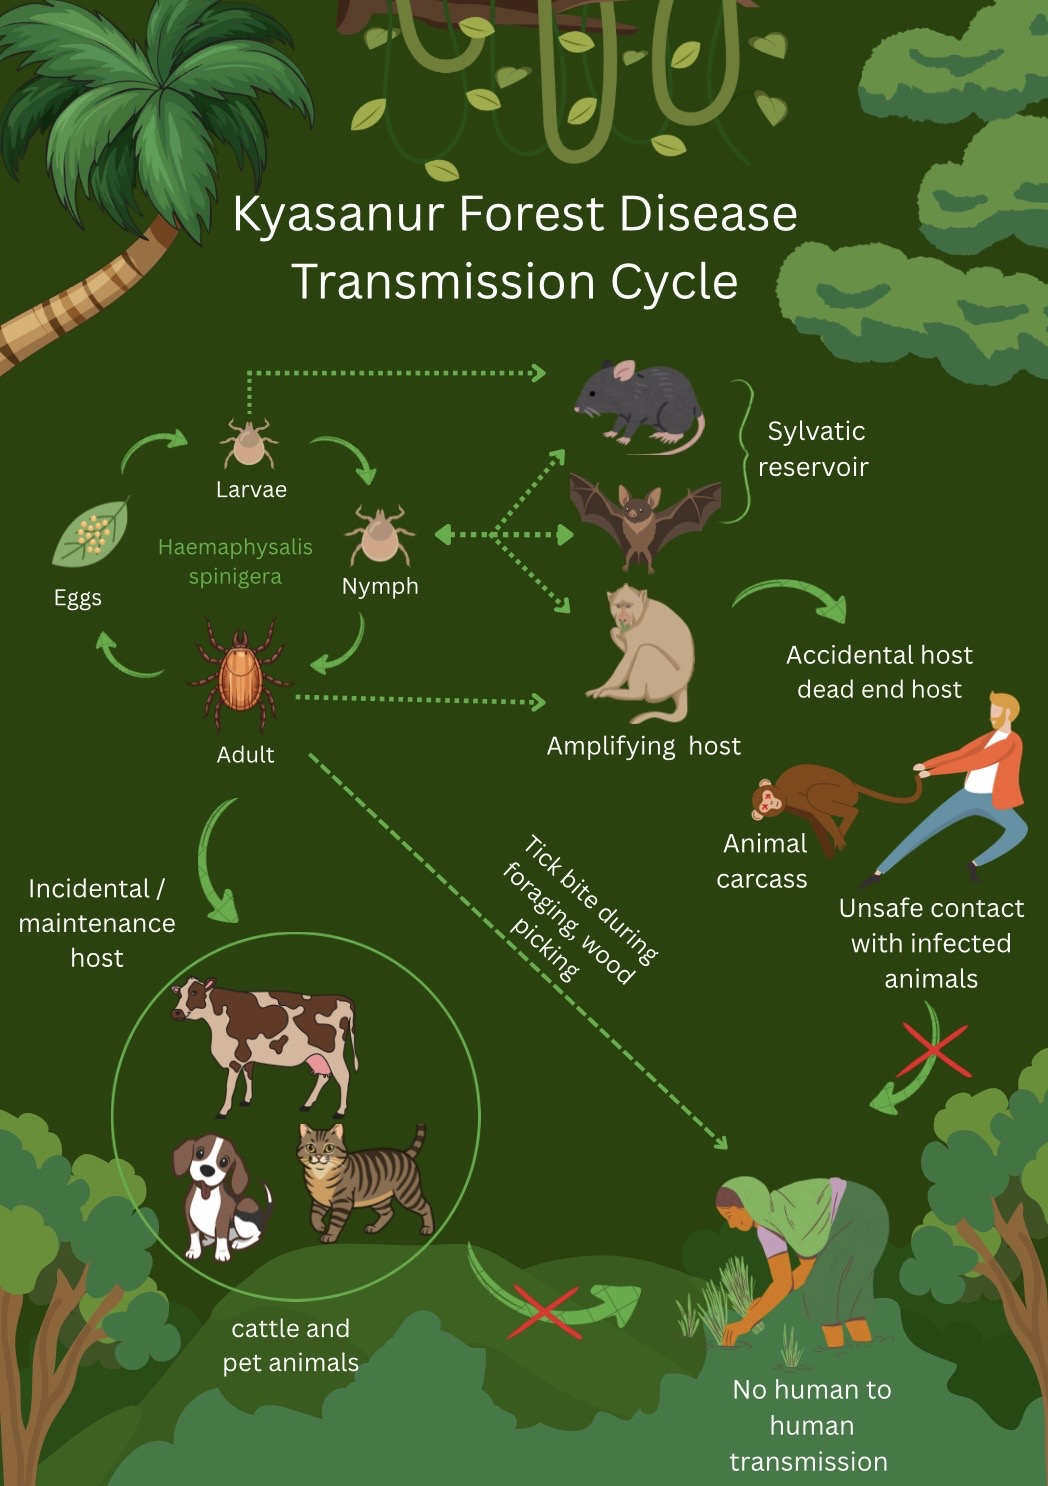 Kyasanur Forest Disease
Transmission Cycle
Sylvatic
reservoir
Larvae
Haemaphysalis
spinigera
Nymph
Eggs
Adult
Amplifying host
Accidental host
dead end host
Animal
carcass
Unsafe contact
with infected
animals
Tick bite during
foraging, wood
picking
Incidental /
maintenance
host
cattle and
pet animals
No human to
human
transmission